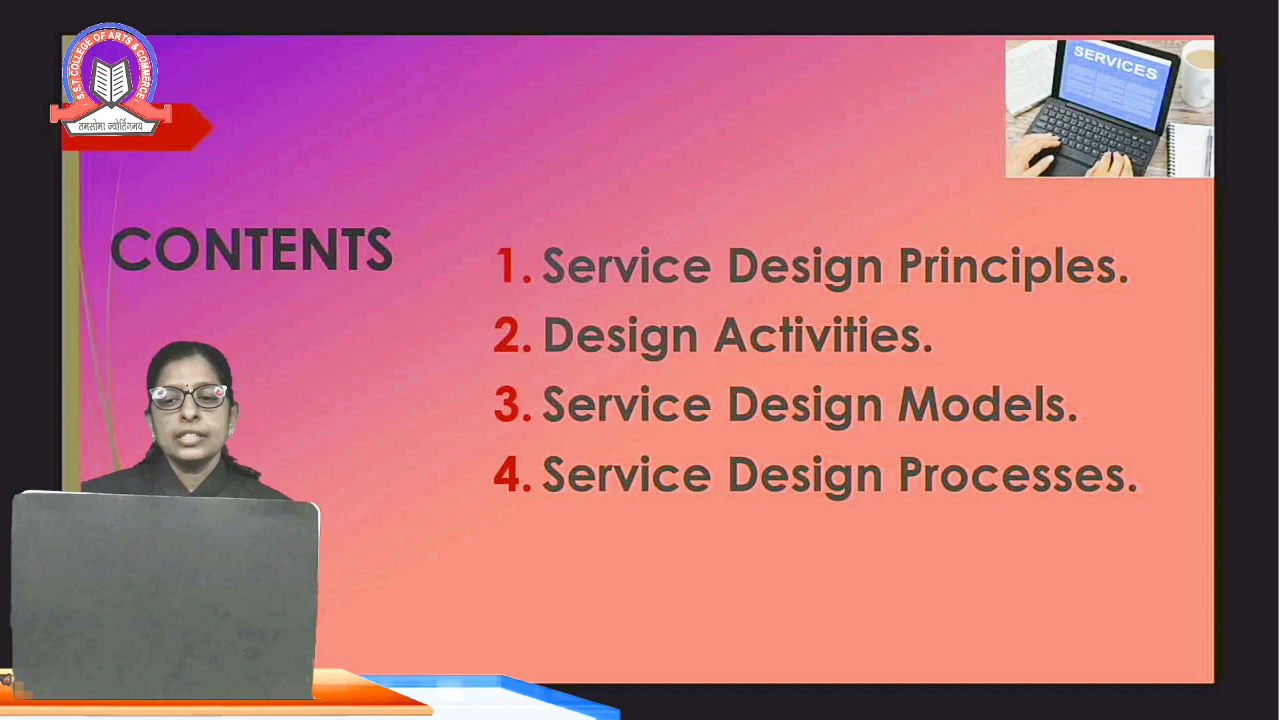 S.S.T. COLLEGE OF ARTS & COMMERCE
तमसोमा ज्योर्तिगमय
SERVICES
CONTENTS
1. Service Design Principles.
2. Design Activities.
3. Service Design Models.
4. Service Design Processes.